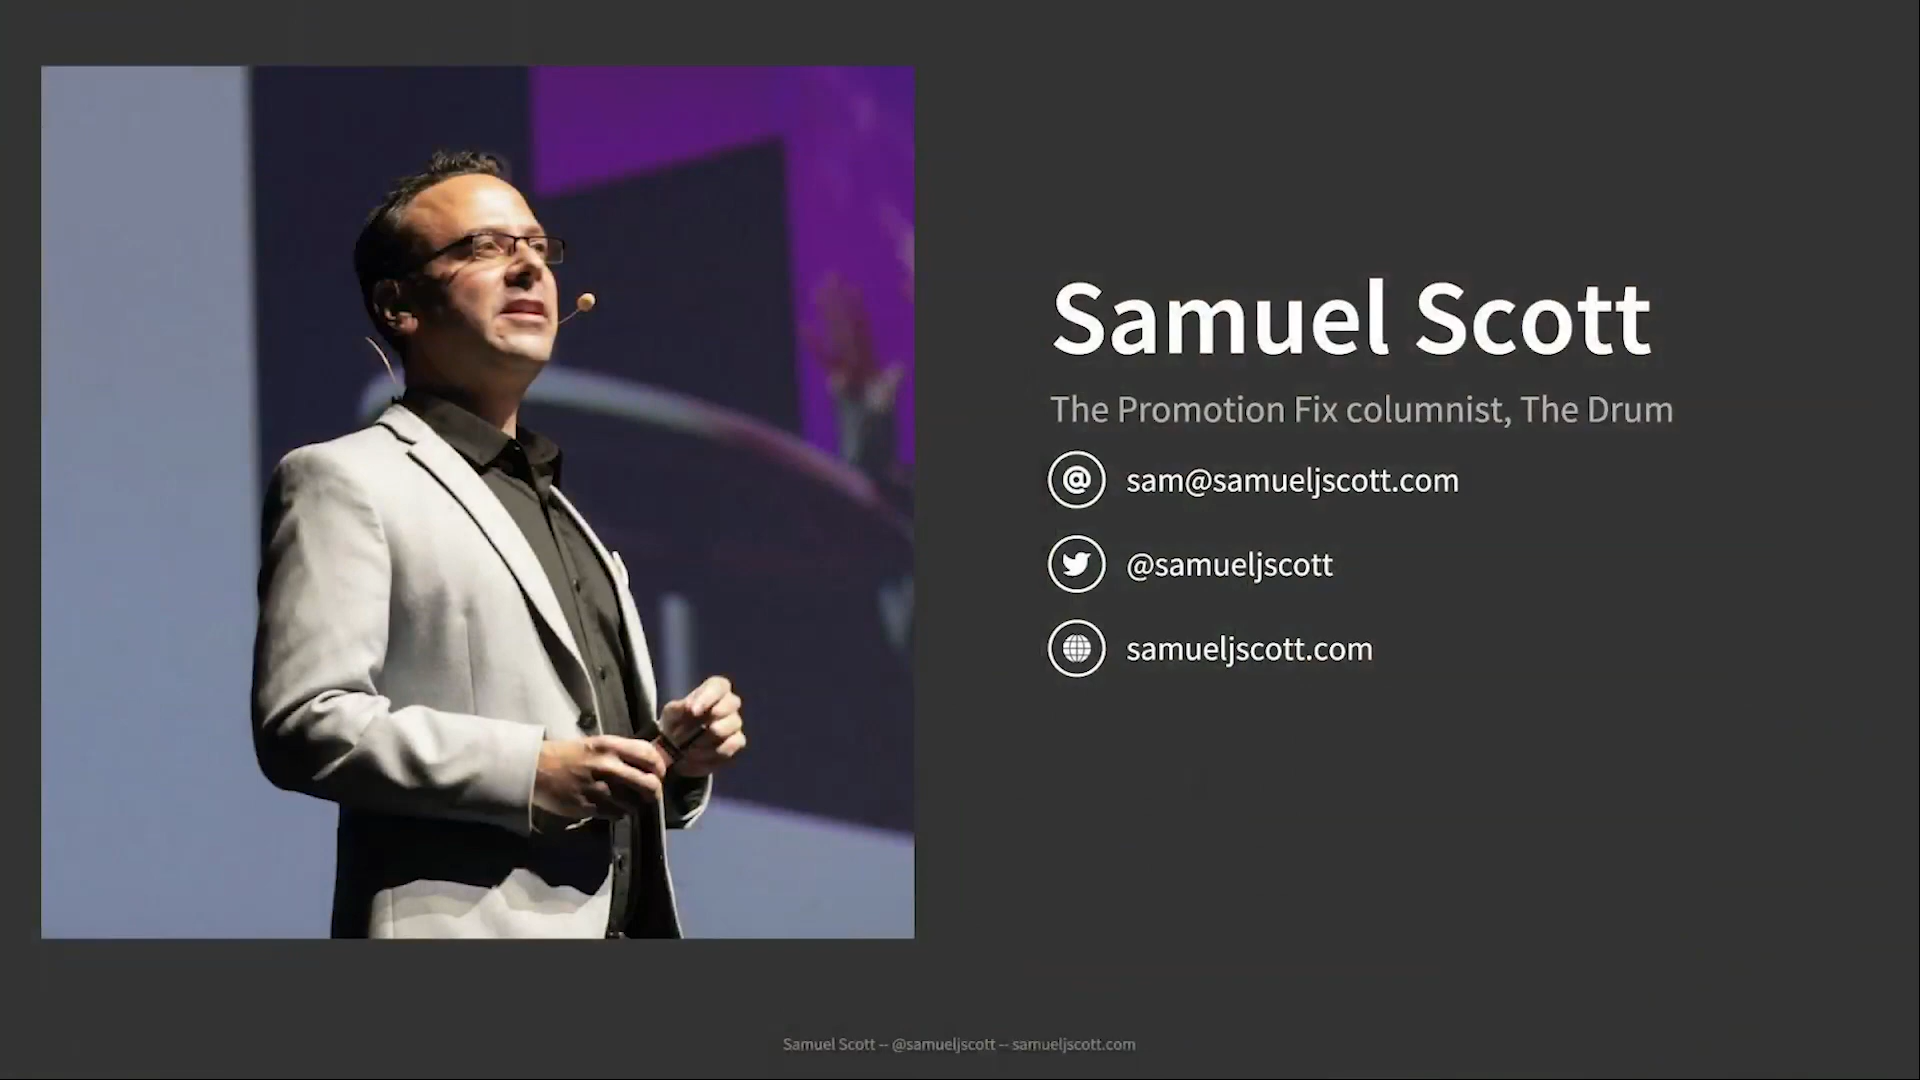 Samuel Scott
The Promotion Fix columnist, The Drum
sam@samueljscott.com
@samueljscott
samueljscott.com
Samuel Scott -- @samueljscott -- samueljscott.com